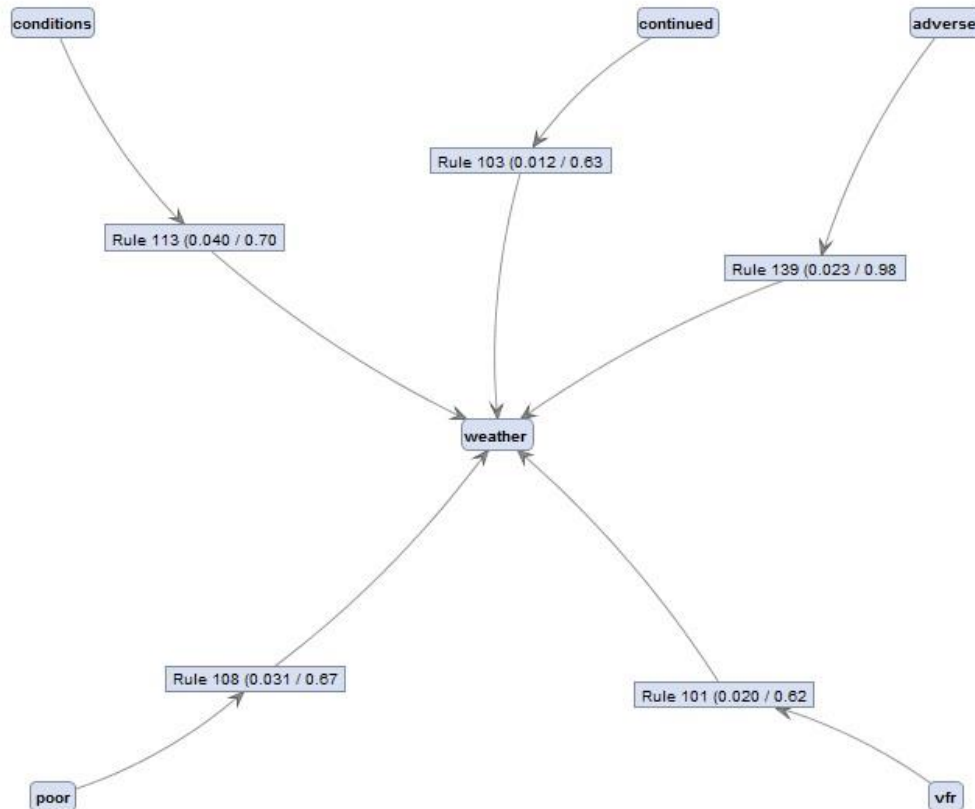 conditions
continued
adverse
Rule 103 (0.012 / 0.63
Rule 113 (0.040 / 0.70
Rule 139 (0.023 / 0.98
weather
Rule 108 (0.031 / 0.67
Rule 101 (0.020 / 0.62
poor
vfr